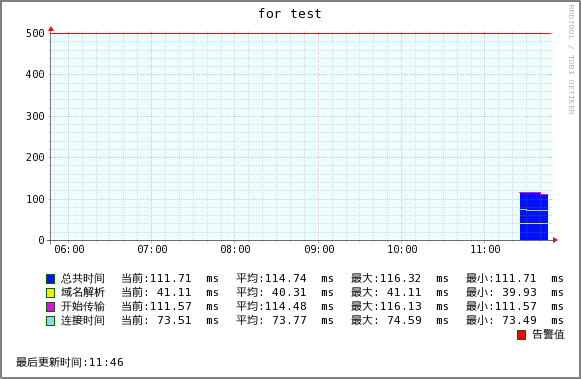 for test
RRDTOOL / TOBI OETIKER
500
400
300
200
100
0
06:00 07:00 08:00 09:00 10:00 11:00
总共时间 当前:111.71 ms 平均:114.74 ms 最大:116.32 ms 最小:111.71 ms
域名解析 当前: 41.11 ms 平均: 40.31 ms 最大: 41.11 ms 最小: 39.93 ms
开始传输 当前:111.57 ms 平均:114.48 ms 最大:116.13 ms 最小:111.57 ms
连接时间 当前: 73.51 ms 平均: 73.77 ms 最大: 74.59 ms 最小: 73.49 ms
告警值
最后更新时间:11:46